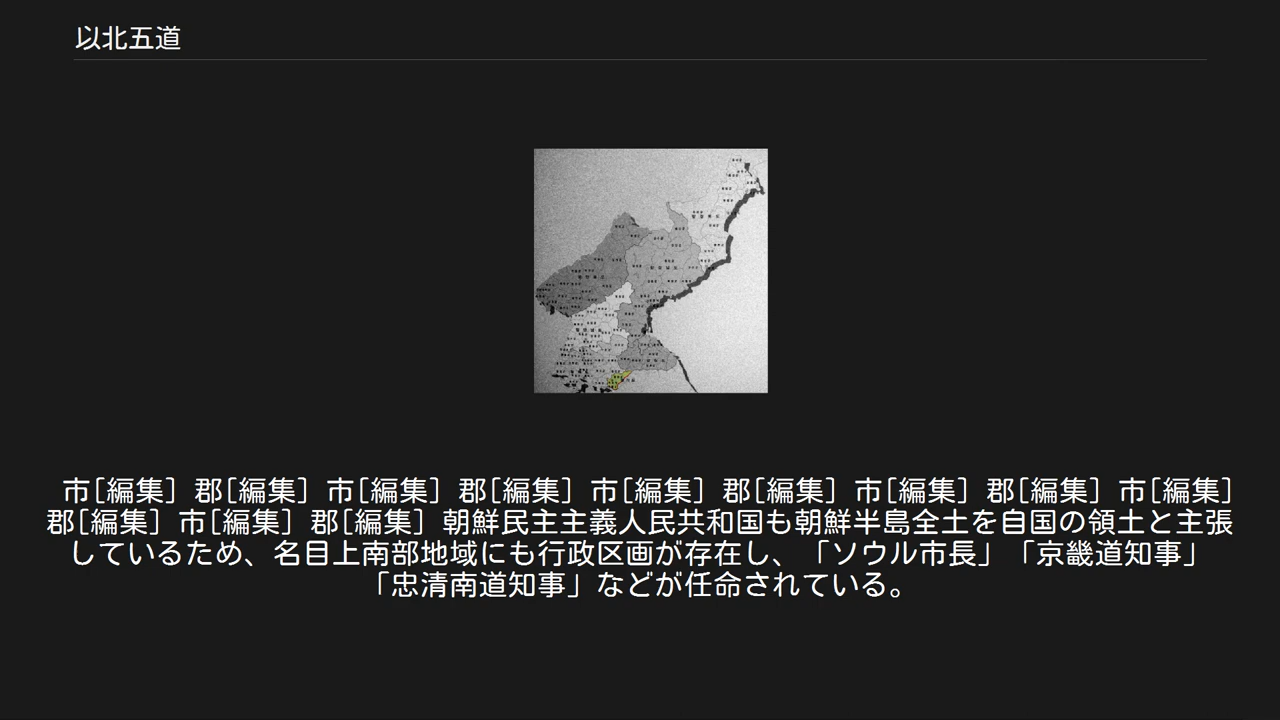 以北五道
市[編集] 郡[編集] 市[編集] 郡[編集] 市[編集] 郡[編集] 市[編集] 郡[編集] 市[編集]
郡[編集] 市[編集] 郡[編集] 朝鮮民主主義人民共和国も朝鮮半島全土を自国の領土と主張
しているため、名目上南部地域にも行政区画が存在し、「ソウル市長」「京畿道知事」
「忠清南道知事」などが任命されている。